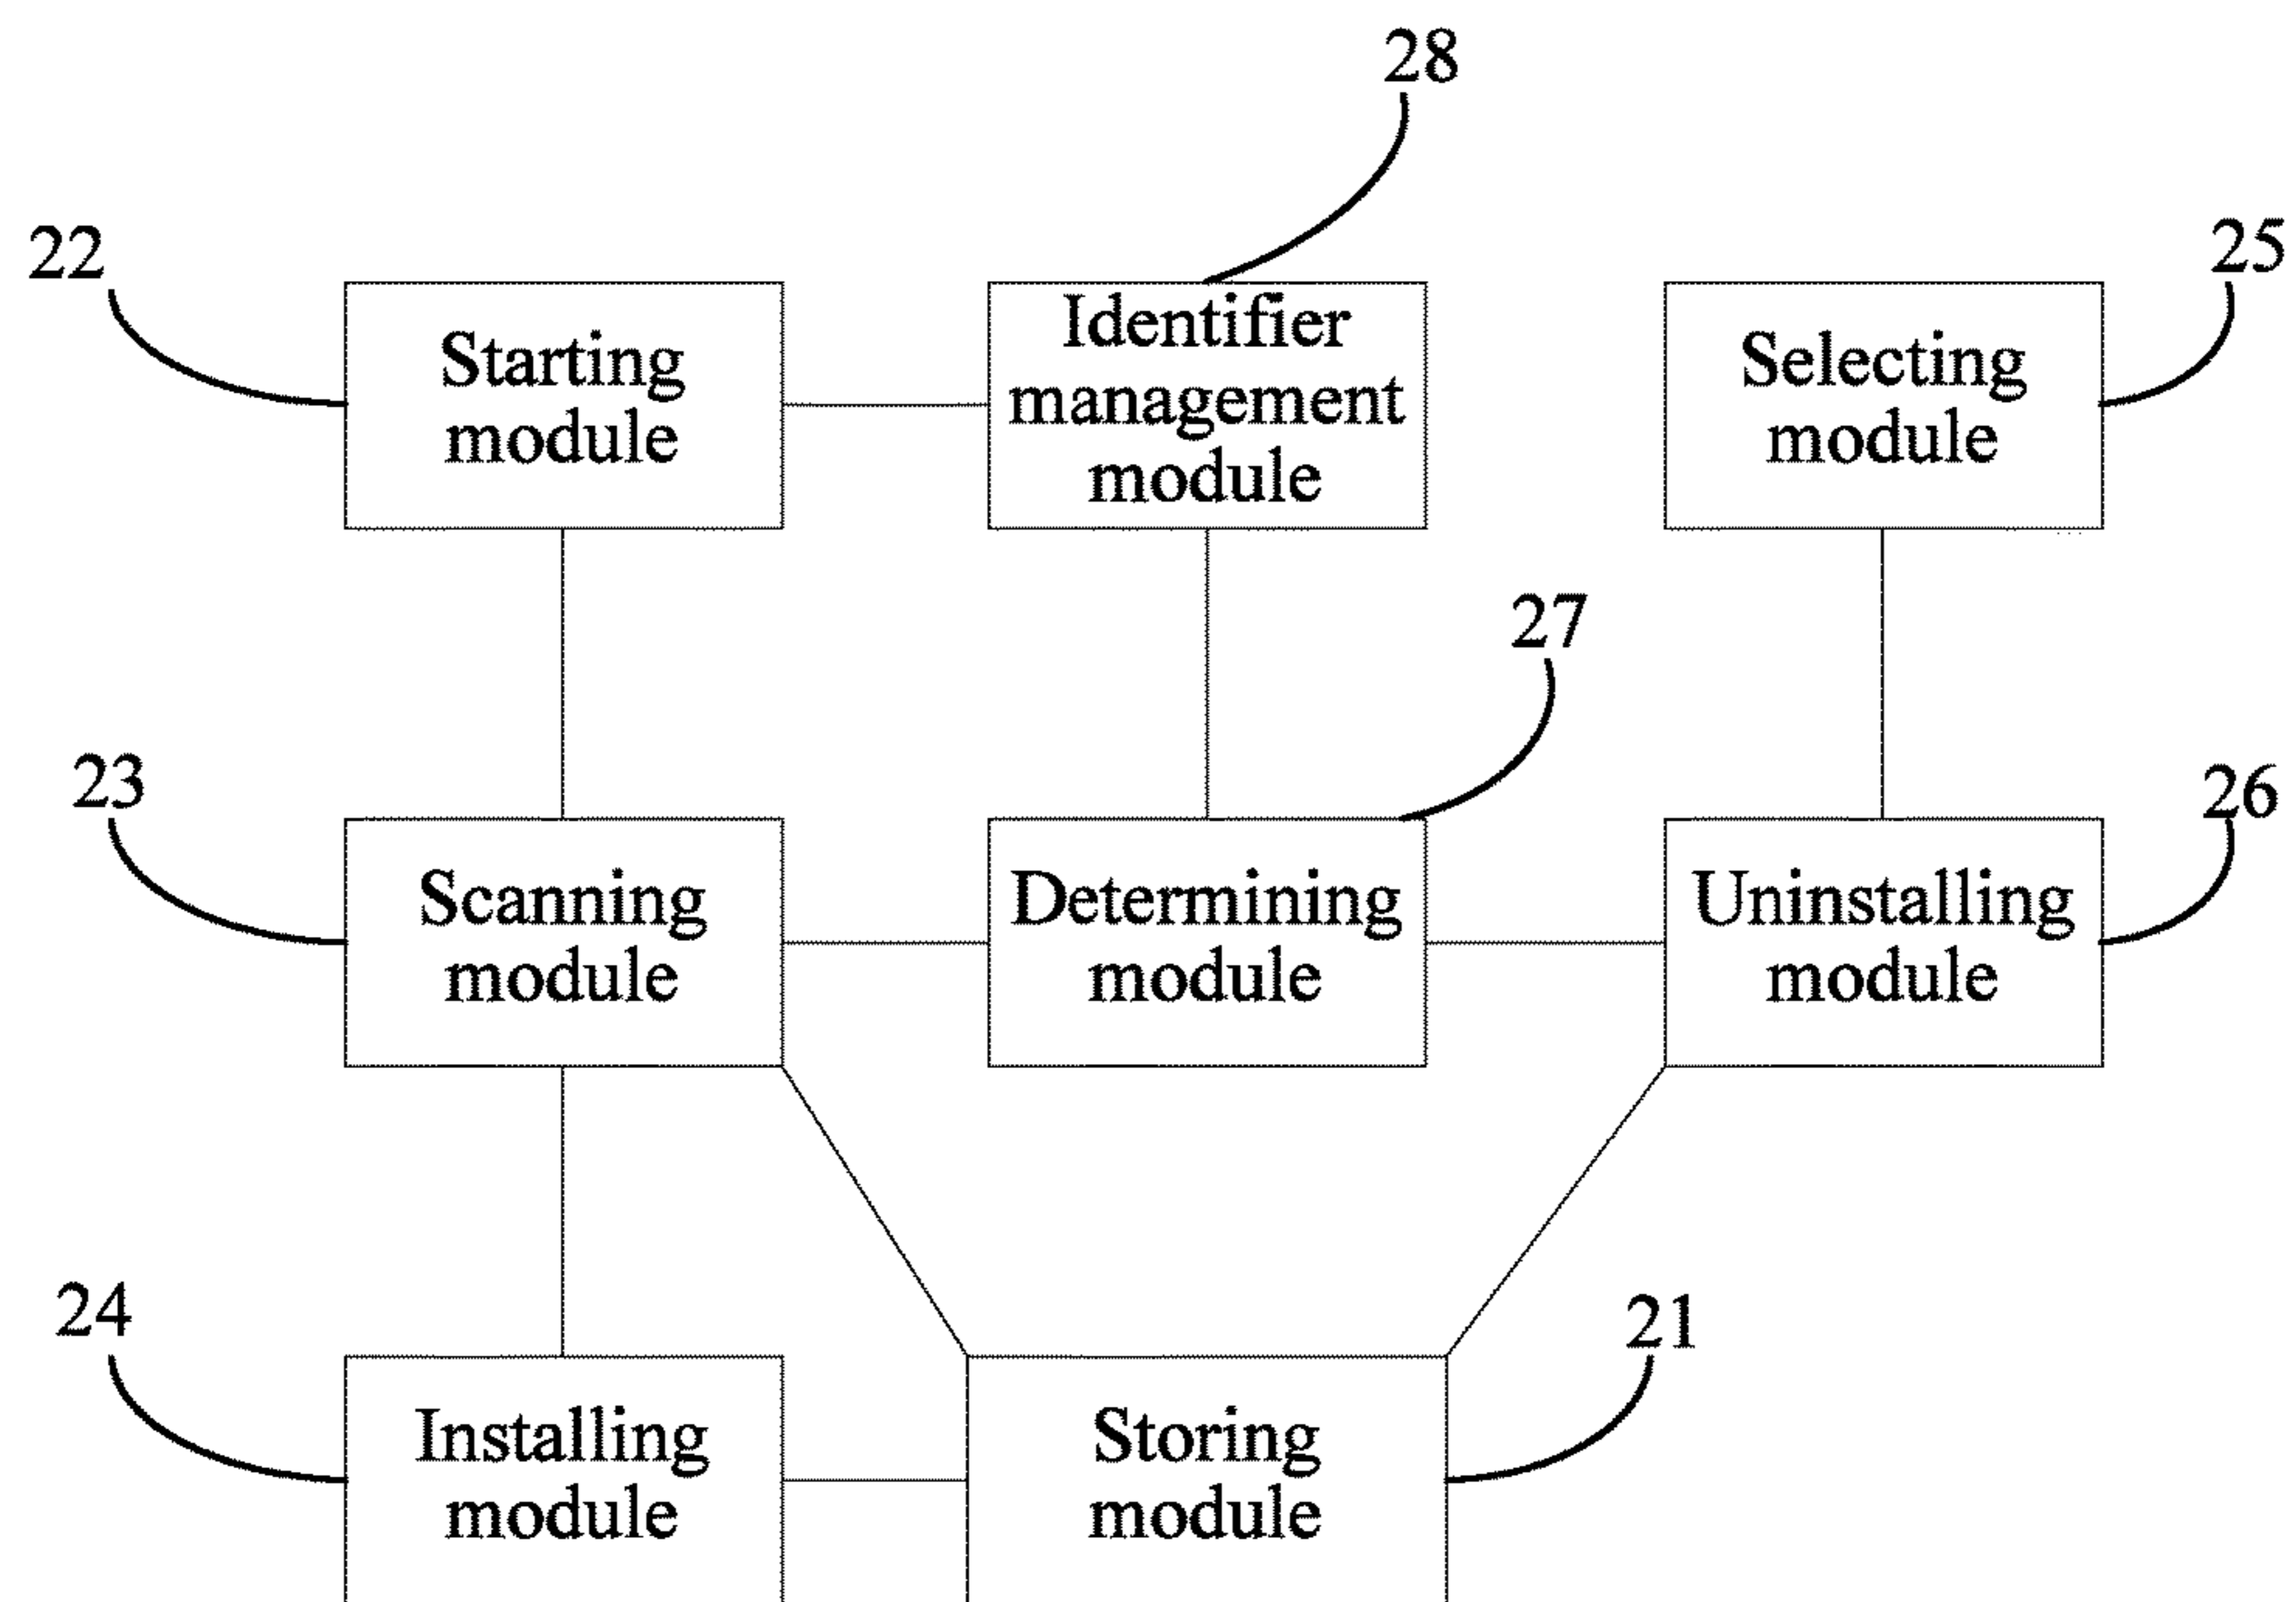 28
22
25
Starting
module
Identifier
management
module
Selecting
module
27
23
26
Scanning
module
Determining
module
Uninstalling
module
24
21
Installing
module
Storing
module